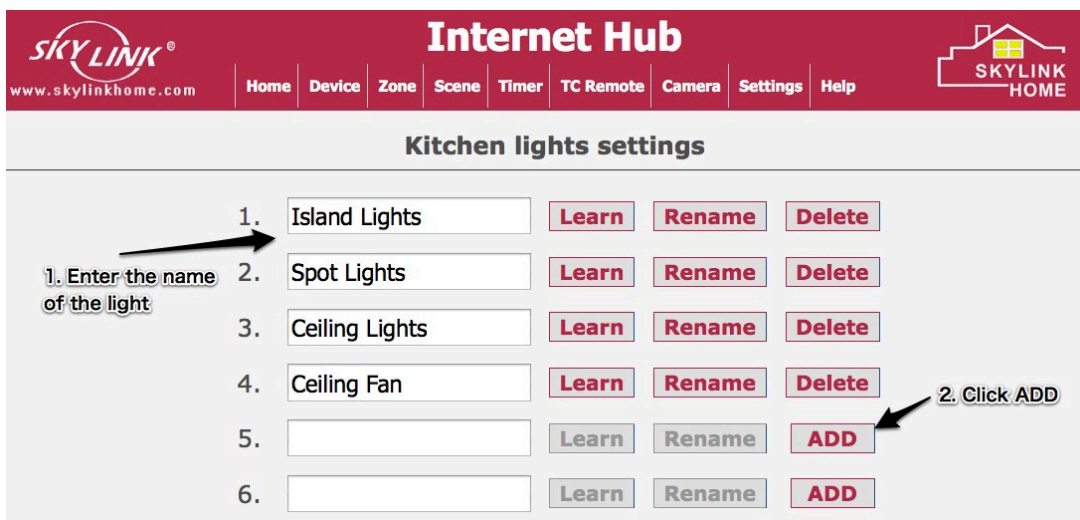 SKYLINK®
www.skylinkhome.com
Internet Hub
Home Device Zone Scene Timer TC Remote Camera Settings Help
SKYLINK
HOME
Kitchen lights settings
1. Island Lights Learn Rename Delete
1. Enter the name
of the light
2. Spot Lights Learn Rename Delete
3. Ceiling Lights Learn Rename Delete
4. Ceiling Fan Learn Rename Delete
2. Click ADD
5. Learn Rename ADD
6. Learn Rename ADD